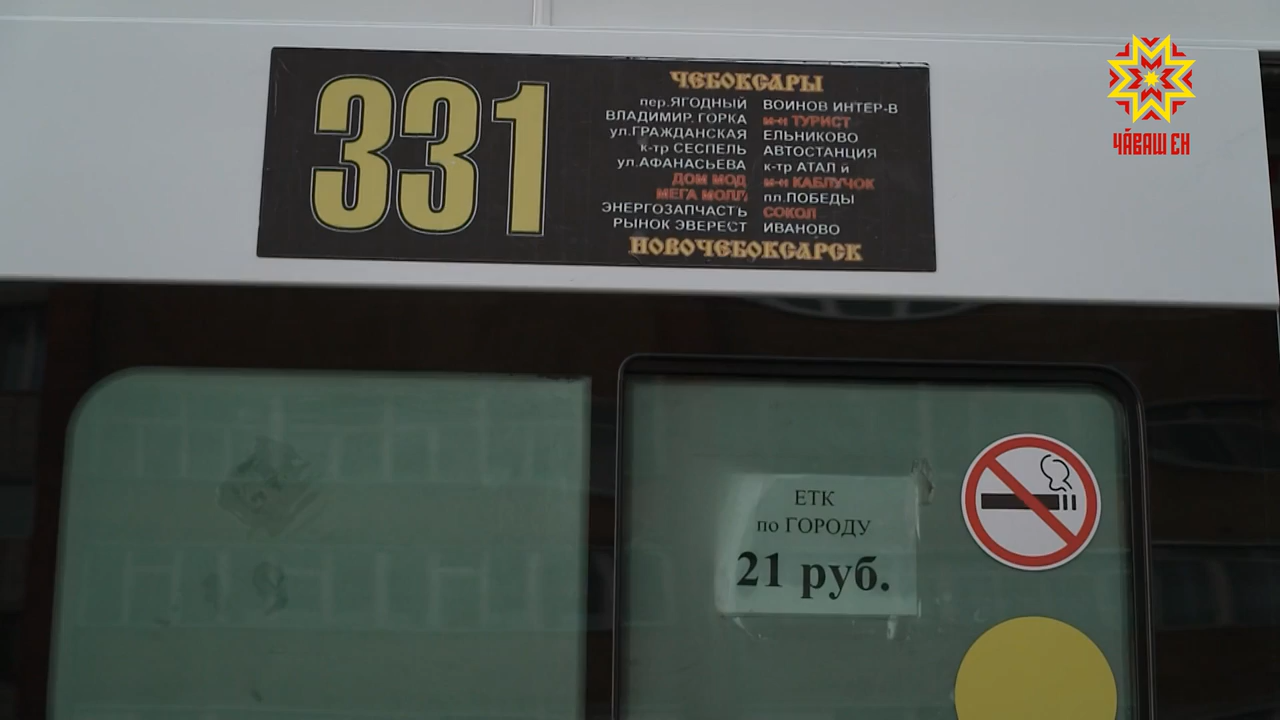 331
ЧЕБОКСАРЫ
пер.ЯГОДНЫЙ
ВЛАДИМИР. ГОРКА
ул.ГРАЖДАНСКАЯ
к-тр СЕСПЕЛЬ
ул.АФАНАСЬЕВА
ДОМ МОД
МЕГА МОЛЛ
ЭНЕРГОЗАПЧАСТЬ
РЫНОК ЭВЕРЕСТ
ВОИНОВ ИНТЕР-В
м-н ТУРИСТ
ЕЛЬНИКОВО
АВТОСТАНЦИЯ
к-тр АТАЛ й
м-н КАБЛУЧОК
пл.ПОБЕДЫ
СОКОЛ
ИВАНОВО
НОВОЧЕБОКСАРСК
ЧӐВАШ ЕН
ЕТК
по ГОРОДУ
21 руб.